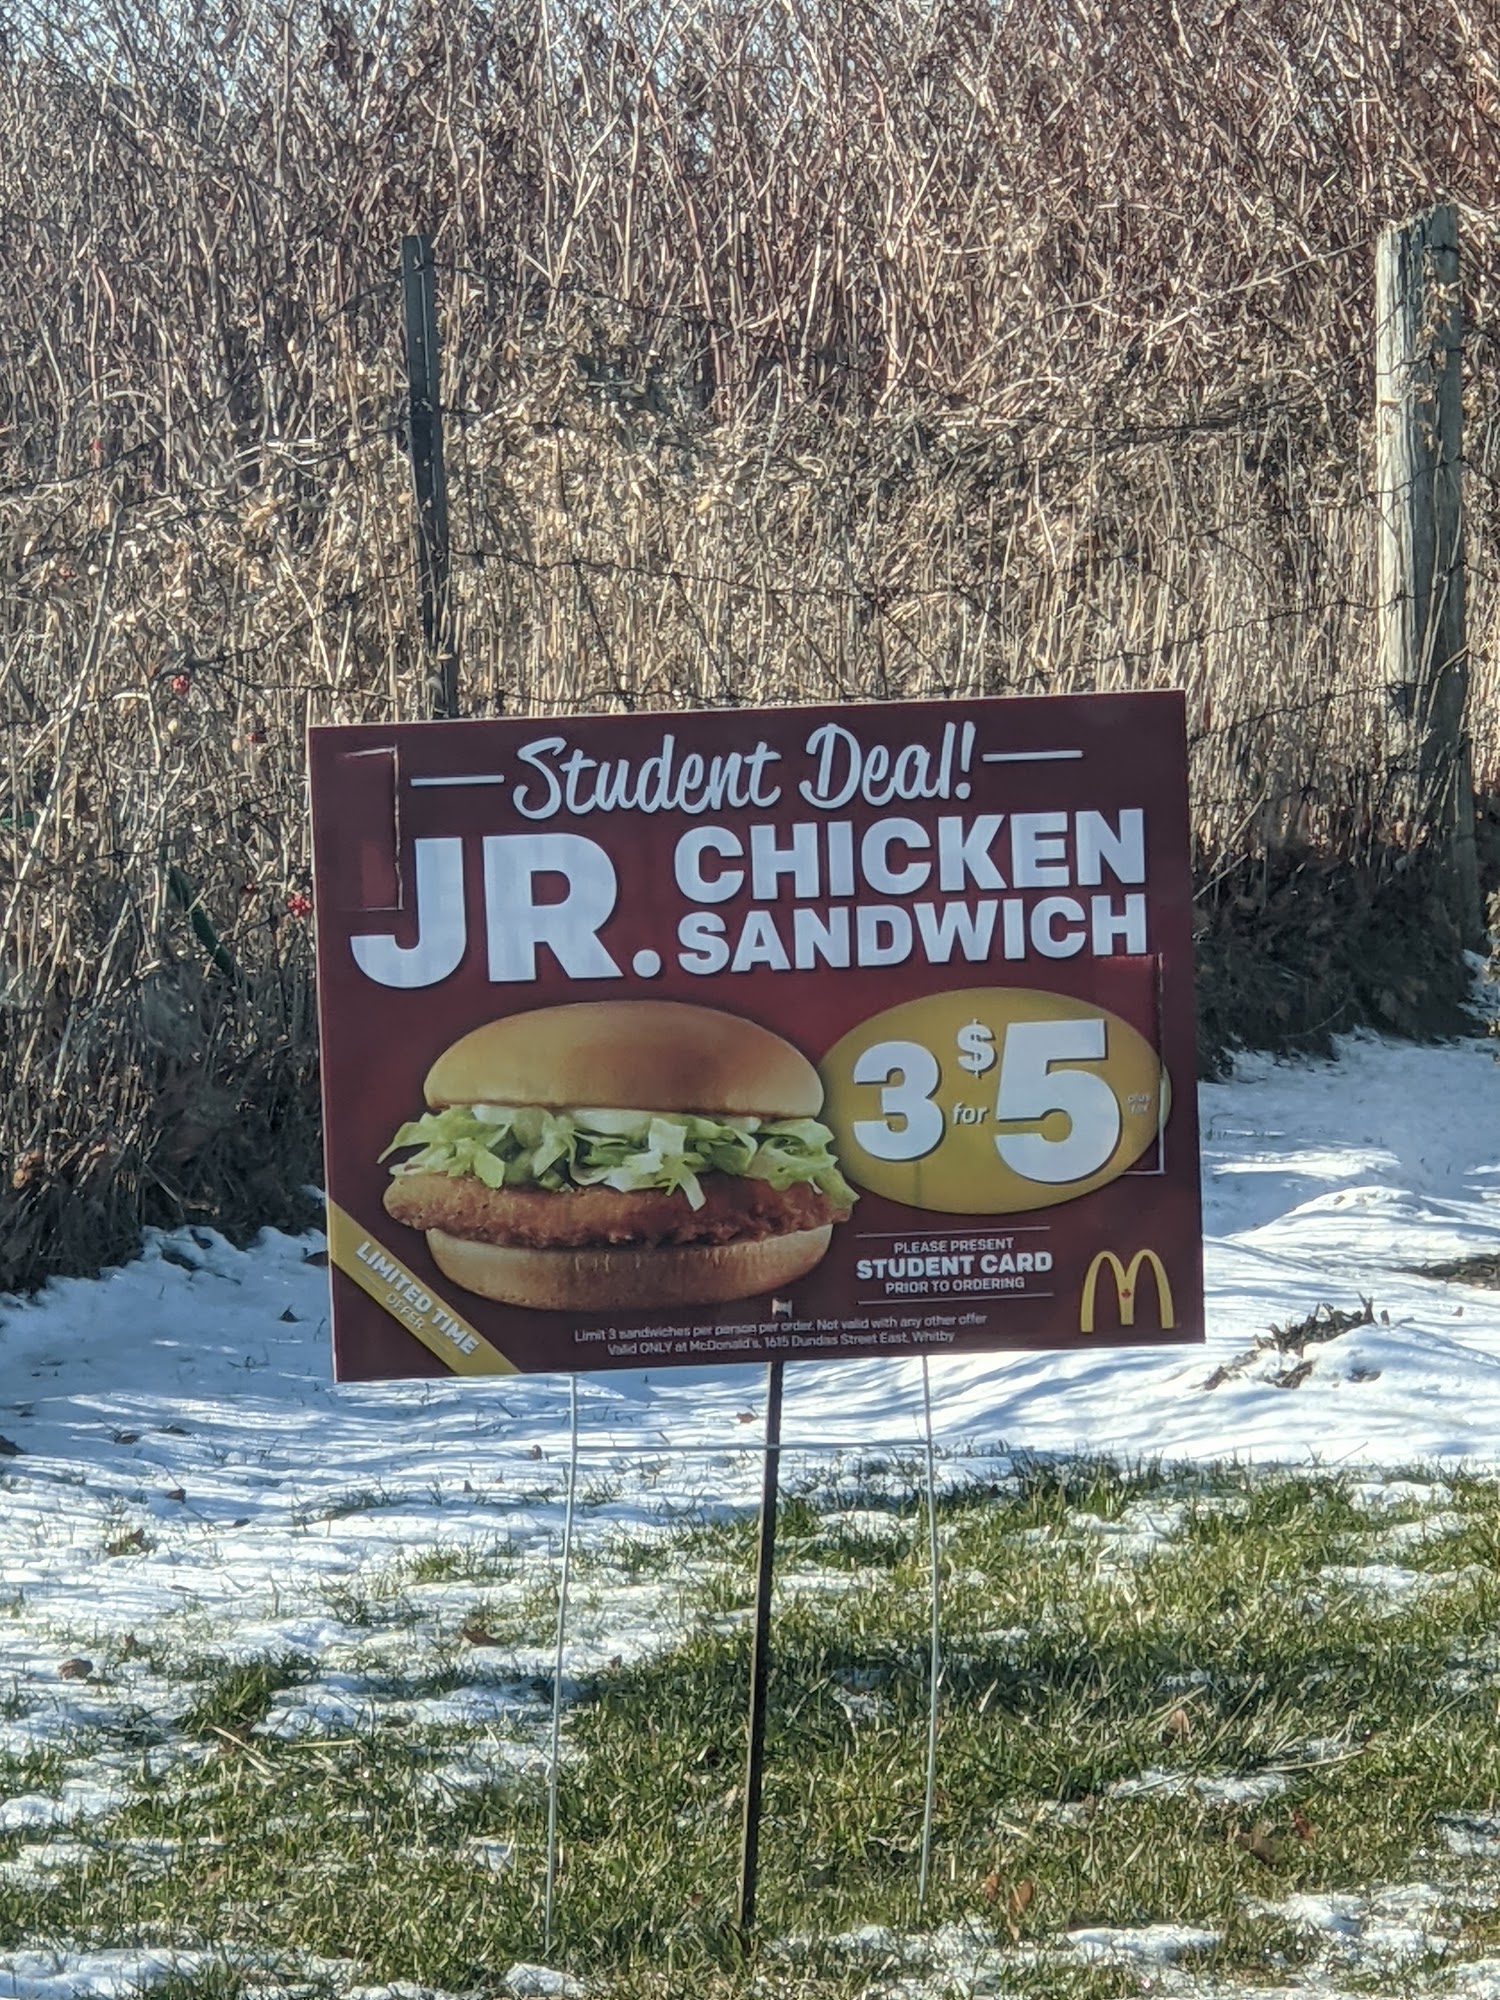 Student Deal!
JR. CHICKEN
SANDWICH
3 for $5 plus tax
PLEASE PRESENT
STUDENT CARD
PRIOR TO ORDERING
LIMITED TIME
OFFER
Limit 3 sandwiches per person per order. Not valid with any other offer
Valid ONLY at McDonald's, 1615 Dundas Street East, Whitby